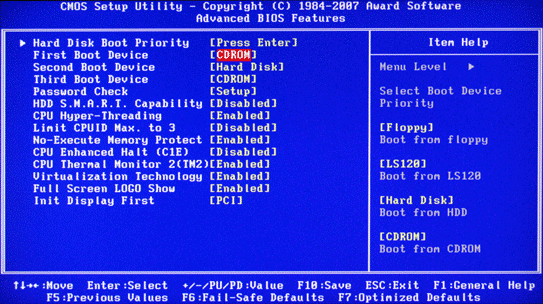 CMOS Setup Utility - Copyright (C) 1984-2007 Award Software
Advanced BIOS Features
Hard Disk Boot Priority [Press Enter]
First Boot Device [CDROM]
Second Boot Device [Hard Disk]
Third Boot Device [CDROM]
Password Check [Setup]
HDD S.M.A.R.T. Capability [Disabled]
CPU Hyper-Threading [Enabled]
Limit CPUID Max. to 3 [Disabled]
No-Execute Memory Protect [Enabled]
CPU Enhanced Halt (C1E) [Disabled]
CPU Thermal Monitor 2(TM2) [Enabled]
Virtualization Technology [Enabled]
Full Screen LOGO Show [Enabled]
Init Display First [PCI]
Item Help
Menu Level ▶
Select Boot Device
Priority
[Floppy]
Boot from floppy
[LS120]
Boot from LS120
[Hard Disk]
Boot from HDD
[CDROM]
Boot from CDROM
↑↓→←:Move Enter:Select +/-/PU/PD:Value F10:Save ESC:Exit F1:General Help
F5:Previous Values F6:Fail-Safe Defaults F7:Optimized Defaults